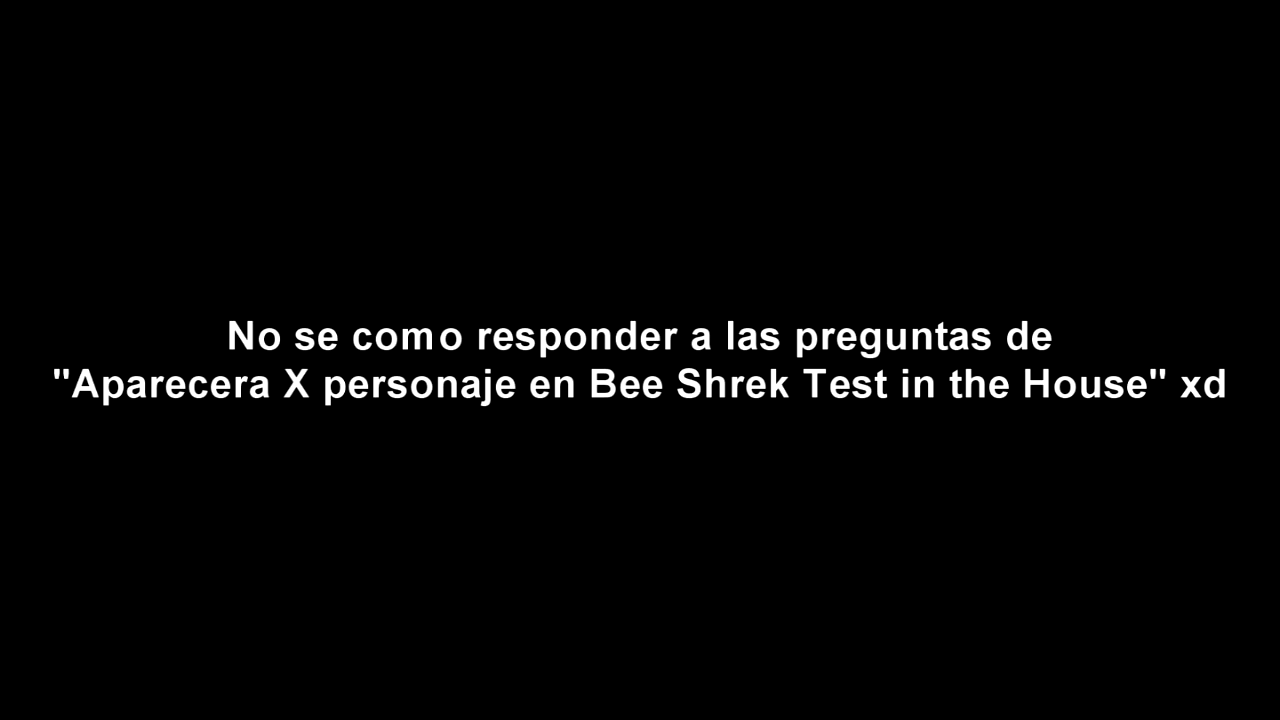 No se como responder a las preguntas de
"Aparecera X personaje en Bee Shrek Test in the House" xd